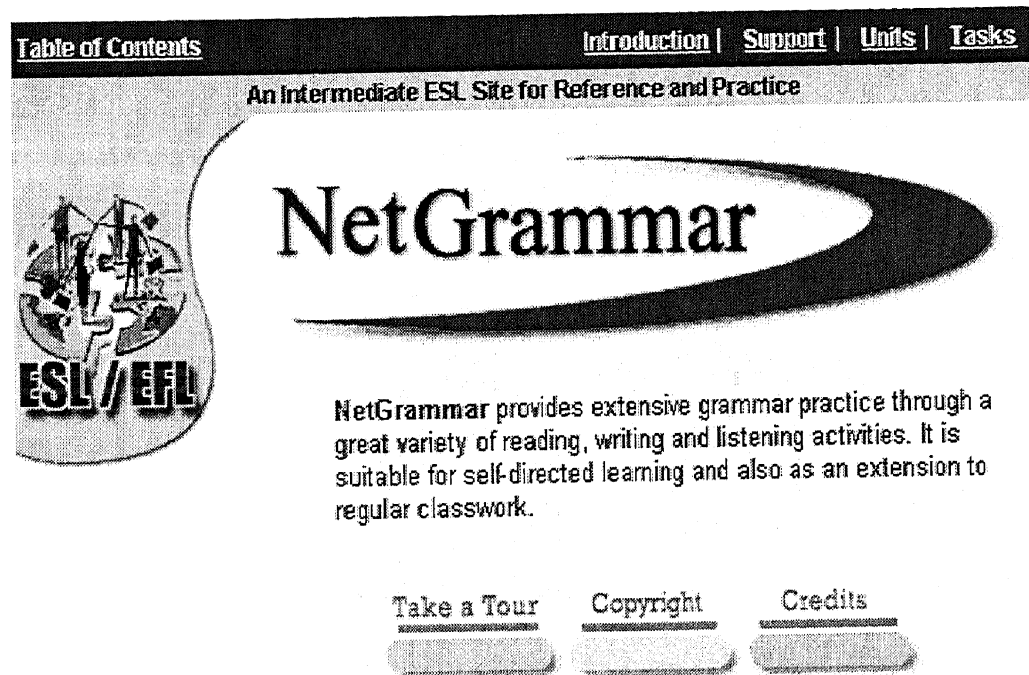 Table of Contents Introduction | Support | Units | Tasks
An Intermediate ESL Site for Reference and Practice
NetGrammar
ESL / EFL
NetGrammar provides extensive grammar practice through a
great variety of reading, writing and listening activities. It is
suitable for self-directed learning and also as an extension to
regular classwork.
Take a Tour Copyright Credits